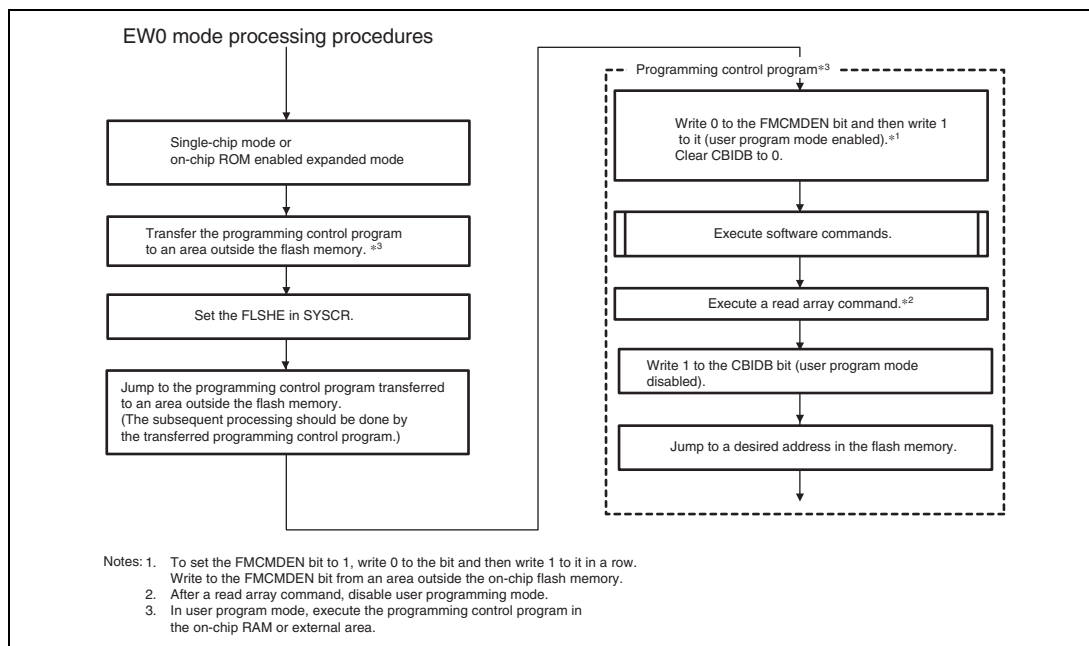 EW0 mode processing procedures
Single-chip mode or
on-chip ROM enabled expanded mode
Transfer the programming control program
to an area outside the flash memory. *3
Set the FLSHE in SYSCR.
Jump to the programming control program transferred
to an area outside the flash memory.
(The subsequent processing should be done by
the transferred programming control program.)
Programming control program*3
Write 0 to the FMCMDEN bit and then write 1
to it (user program mode enabled).*1
Clear CBIDB to 0.
Execute software commands.
Execute a read array command.*2
Write 1 to the CBIDB bit (user program mode
disabled).
Jump to a desired address in the flash memory.
Notes: 1. To set the FMCMDEN bit to 1, write 0 to the bit and then write 1 to it in a row.
Write to the FMCMDEN bit from an area outside the on-chip flash memory.
2. After a read array command, disable user programming mode.
3. In user program mode, execute the programming control program in
the on-chip RAM or external area.